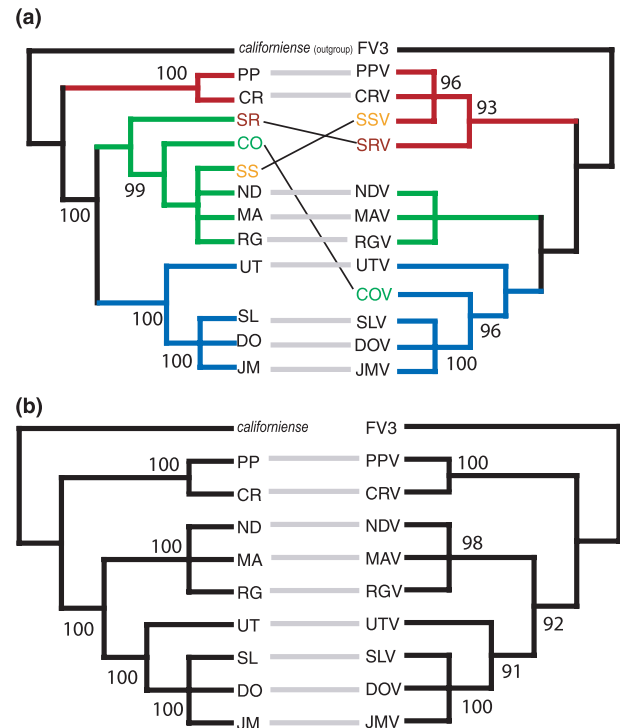 (a)
californiense (outgroup) FV3
100 PP PPV 96
CR CRV 93
SR SSV
CO SRV
SS
99 ND NDV
MA MAV
100 RG RGV
UT UTV
COV
100 SL SLV 96
DO DOV
100 JM JMV 100
(b)
californiense FV3
100 PP PPV 100
CR CRV
ND NDV
100 MA MAV 98
RG RGV
100 UT UTV 92
SL SLV 91
100 DO DOV
100 JM JMV 100